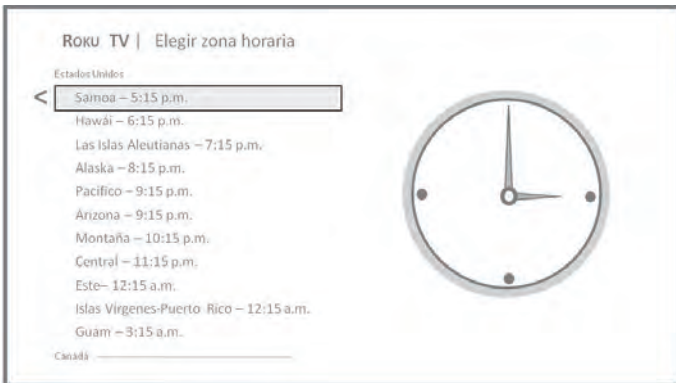 ROKU TV | Elegir zona horaria
Estados Unidos
< Samoa – 5:15 p.m.
Hawái – 6:15 p.m.
Las Islas Aleutianas – 7:15 p.m.
Alaska – 8:15 p.m.
Pacífico – 9:15 p.m.
Arizona – 9:15 p.m.
Montaña – 10:15 p.m.
Central – 11:15 p.m.
Este– 12:15 a.m.
Islas Vírgenes-Puerto Rico – 12:15 a.m.
Guam – 3:15 a.m.
Canadá